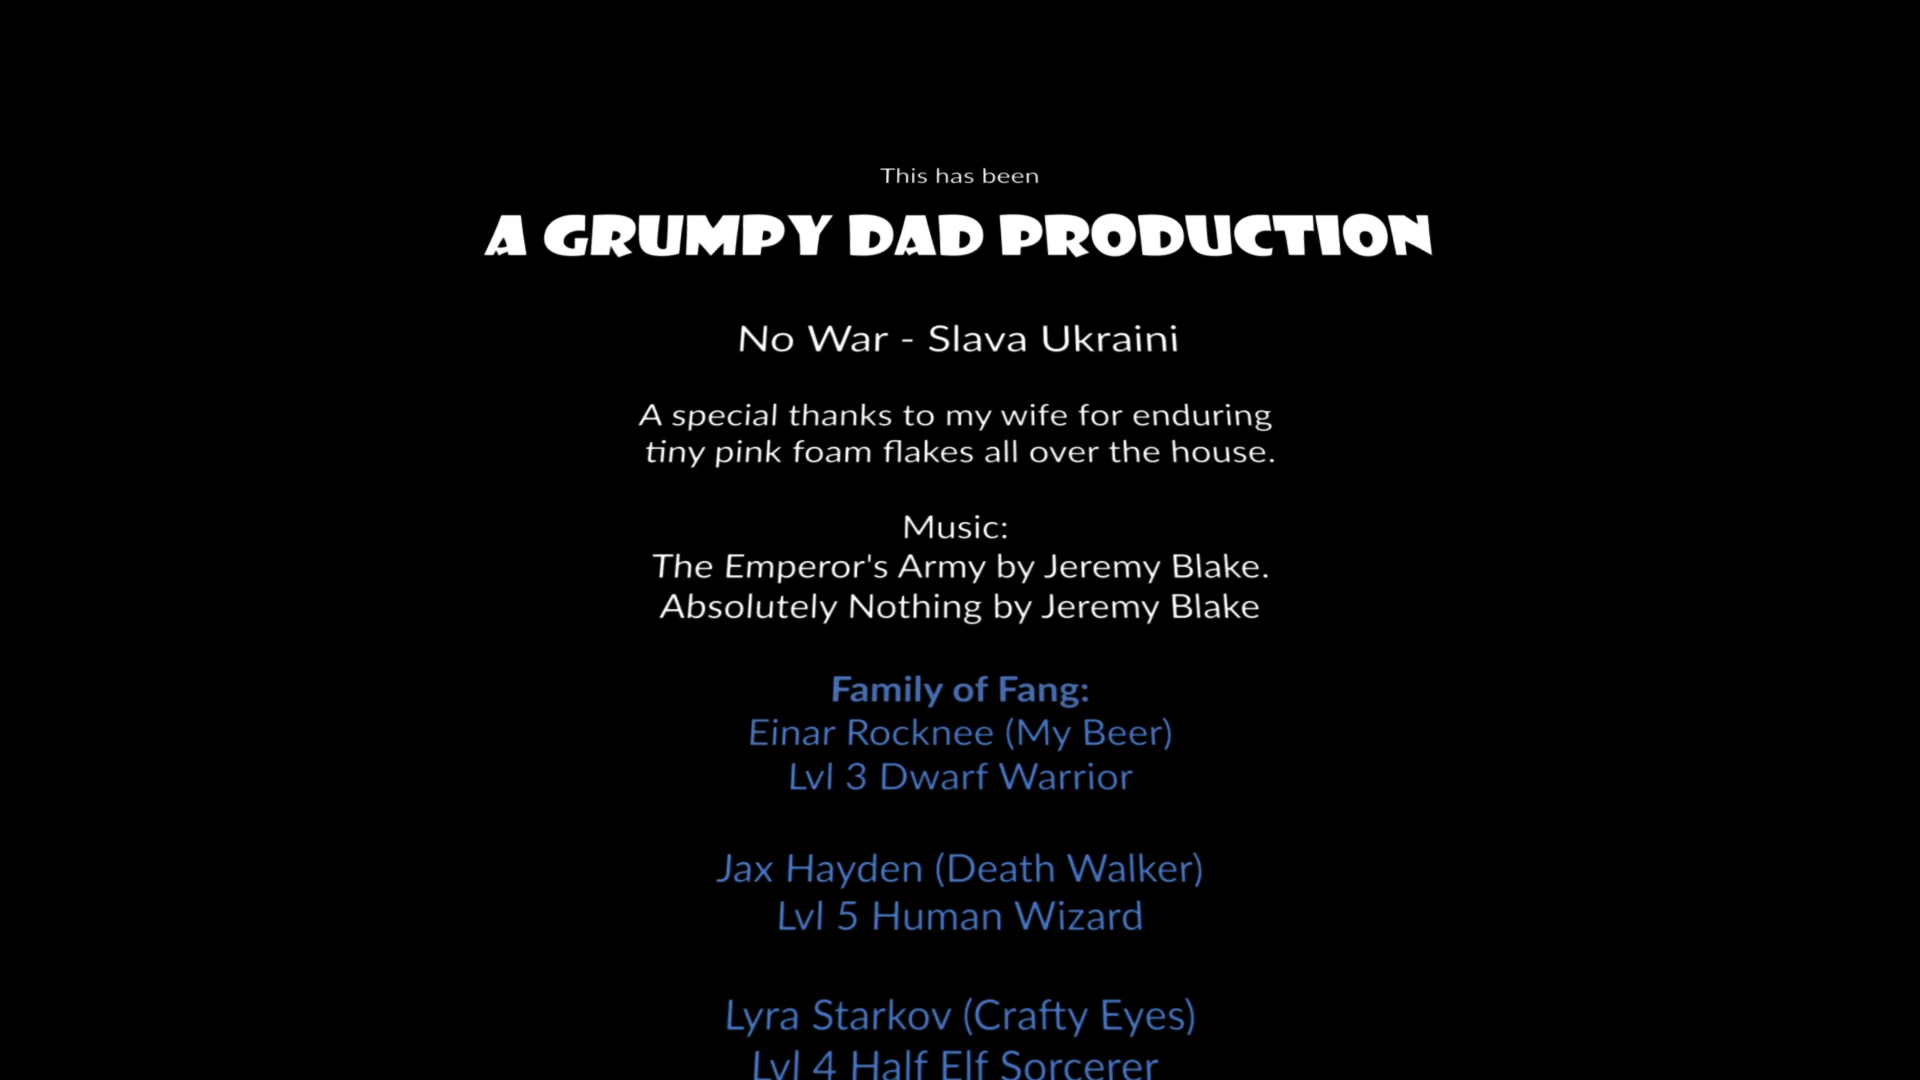 This has been
A GRUMPY DAD PRODUCTION
No War - Slava Ukraini
A special thanks to my wife for enduring
tiny pink foam flakes all over the house.
Music:
The Emperor's Army by Jeremy Blake.
Absolutely Nothing by Jeremy Blake
Family of Fang:
Einar Rocknee (My Beer)
Lvl 3 Dwarf Warrior
Jax Hayden (Death Walker)
Lvl 5 Human Wizard
Lyra Starkov (Crafty Eyes)
Lvl 4 Half Elf Sorcerer